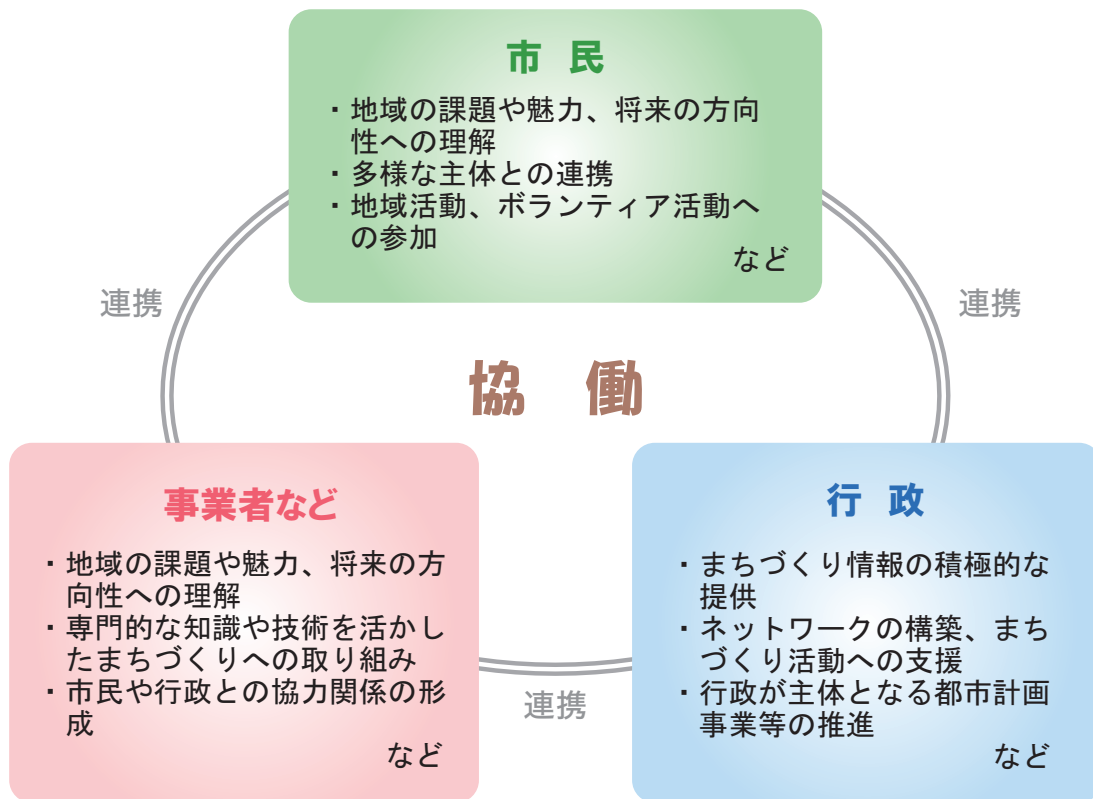 市 民
・地域の課題や魅力、将来の方向
性への理解
・多様な主体との連携
・地域活動、ボランティア活動へ
の参加
など
連携
連携
協 働
事業者など
・地域の課題や魅力、将来の方
向性への理解
・専門的な知識や技術を活かし
たまちづくりへの取り組み
・市民や行政との協力関係の形
成
など
行 政
・まちづくり情報の積極的な
提供
・ネットワークの構築、まち
づくり活動への支援
・行政が主体となる都市計画
事業等の推進
など
連携